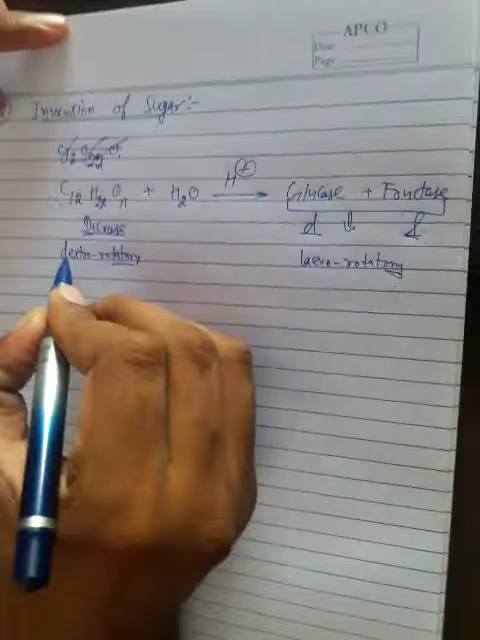 APCO
Date
Page
Inversion of Sugar:-
C12 H22 O11 + H2O H⊕ → Glucose + Fructose
Sucrose d ⇓ l
dextro-rotatory laevo-rotatory